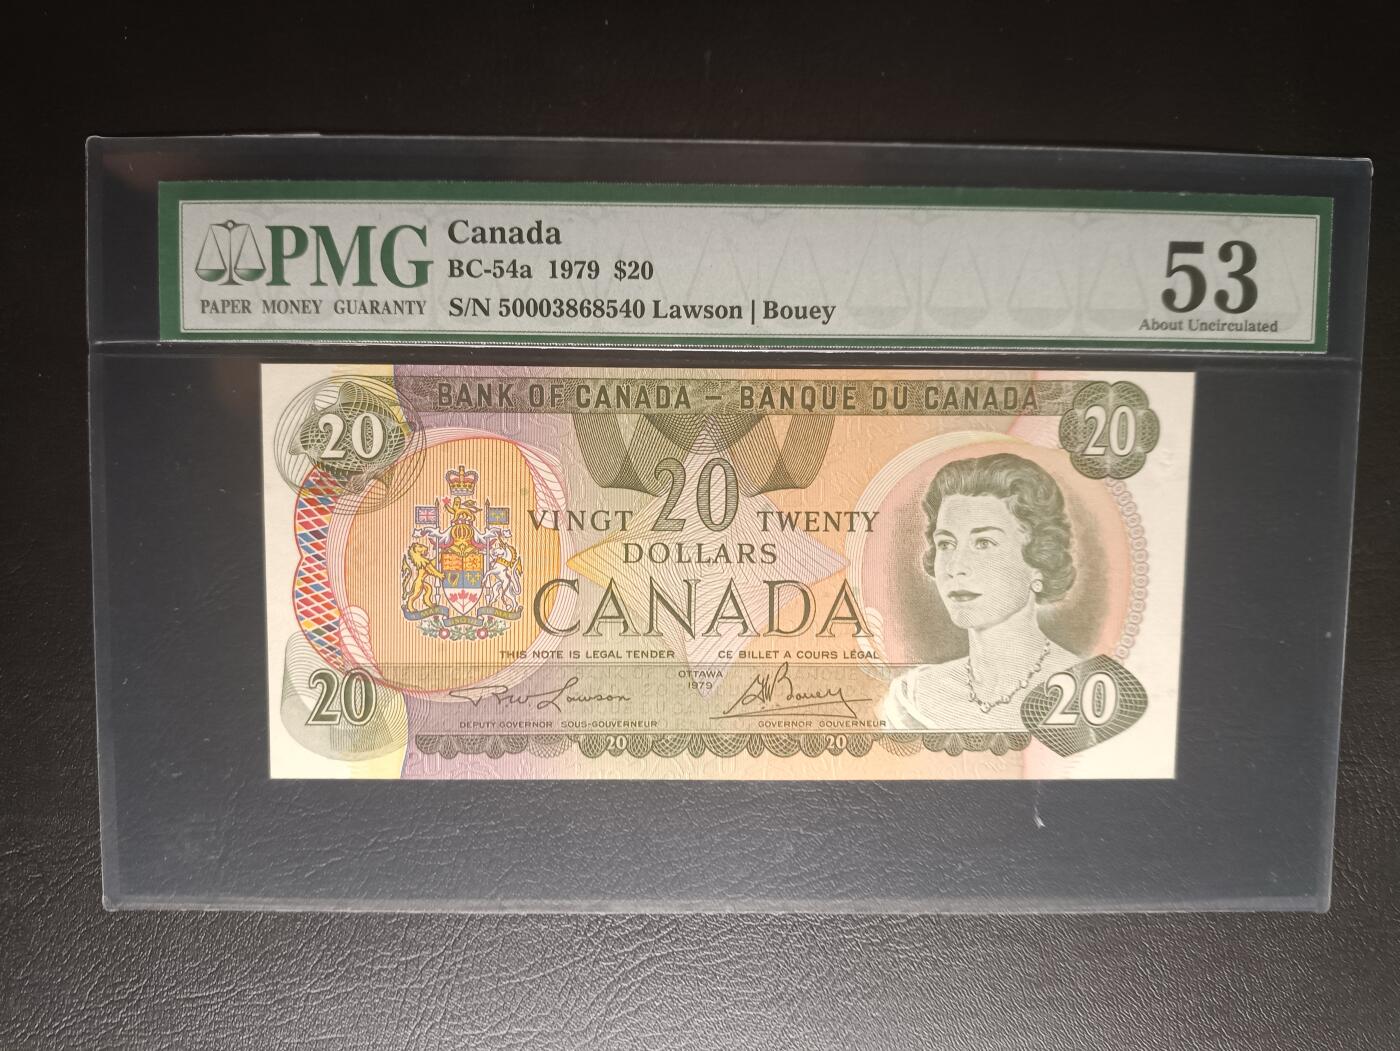 PMG
PAPER MONEY GUARANTY
Canada
BC-54a 1979 $20
S/N 50003868540 Lawson | Bouey
53
About Uncirculated
BANK OF CANADA — BANQUE DU CANADA
20
20
20
VINGT TWENTY
DOLLARS
CANADA
THIS NOTE IS LEGAL TENDER CE BILLET A COURS LÉGAL
OTTAWA
1979
R.W. Lawson
G.K. Bouey
DEPUTY GOVERNOR SOUS-GOUVERNEUR
GOVERNOR GOUVERNEUR
20
20
20
20